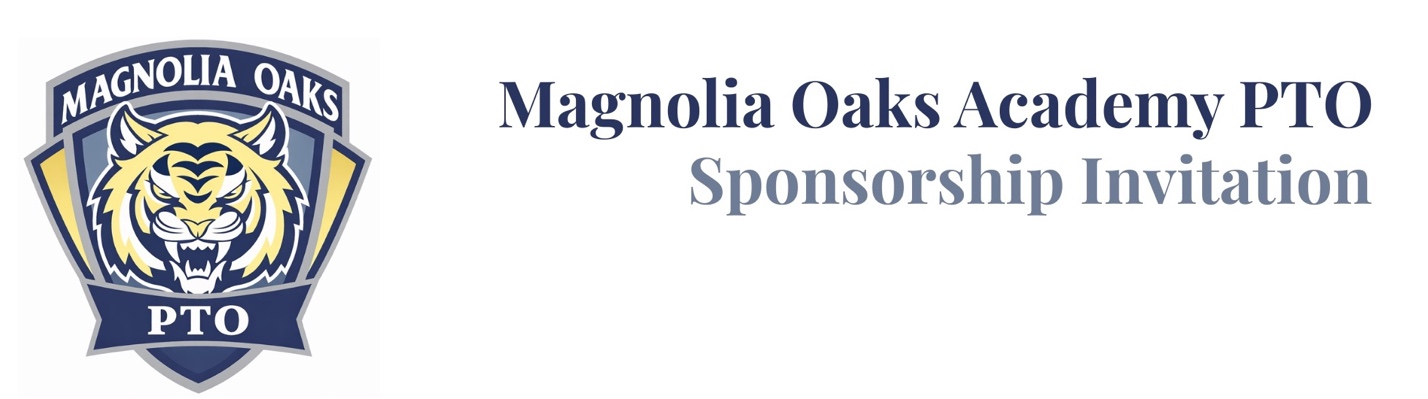 MAGNOLIA OAKS
PTO
Magnolia Oaks Academy PTO
Sponsorship Invitation